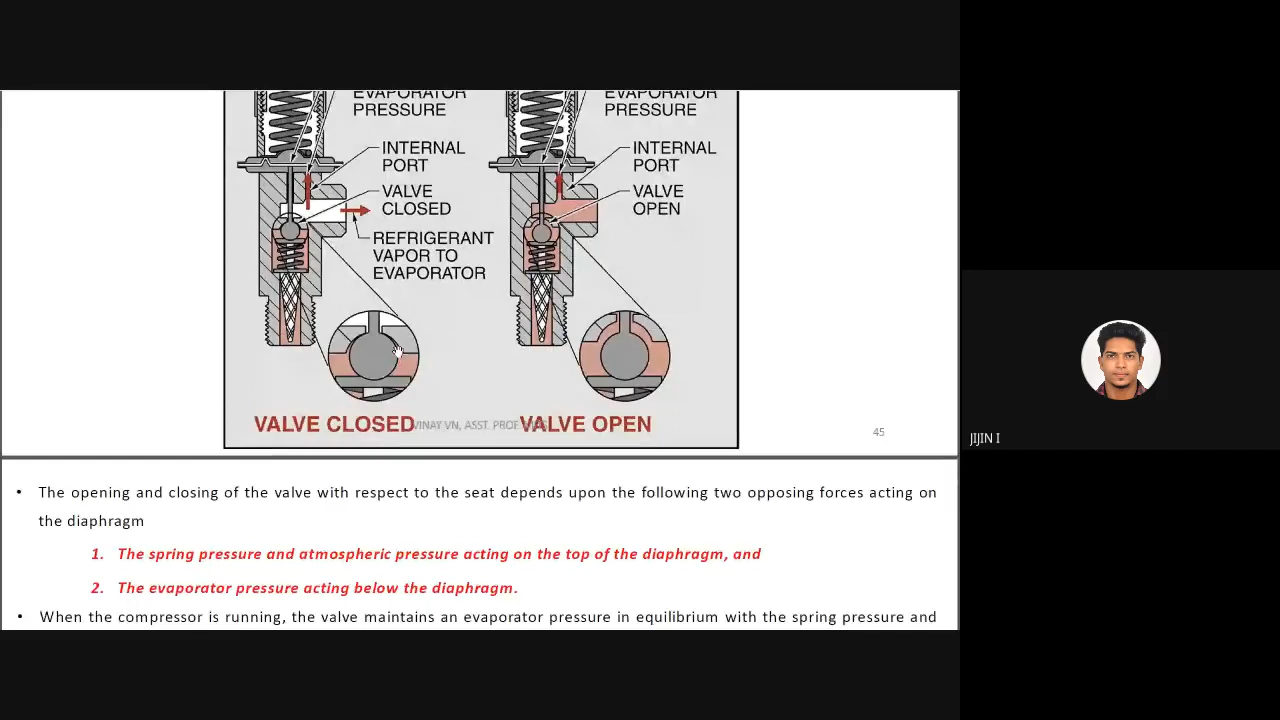 EVAPORATOR
PRESSURE
INTERNAL
PORT
VALVE
CLOSED
REFRIGERANT
VAPOR TO
EVAPORATOR
VALVE CLOSED
EVAPORATOR
PRESSURE
INTERNAL
PORT
VALVE
OPEN
VALVE OPEN
VINAY VN, ASST. PROF.
45
• The opening and closing of the valve with respect to the seat depends upon the following two opposing forces acting on
the diaphragm
1. The spring pressure and atmospheric pressure acting on the top of the diaphragm, and
2. The evaporator pressure acting below the diaphragm.
• When the compressor is running, the valve maintains an evaporator pressure in equilibrium with the spring pressure and
JIJIN I